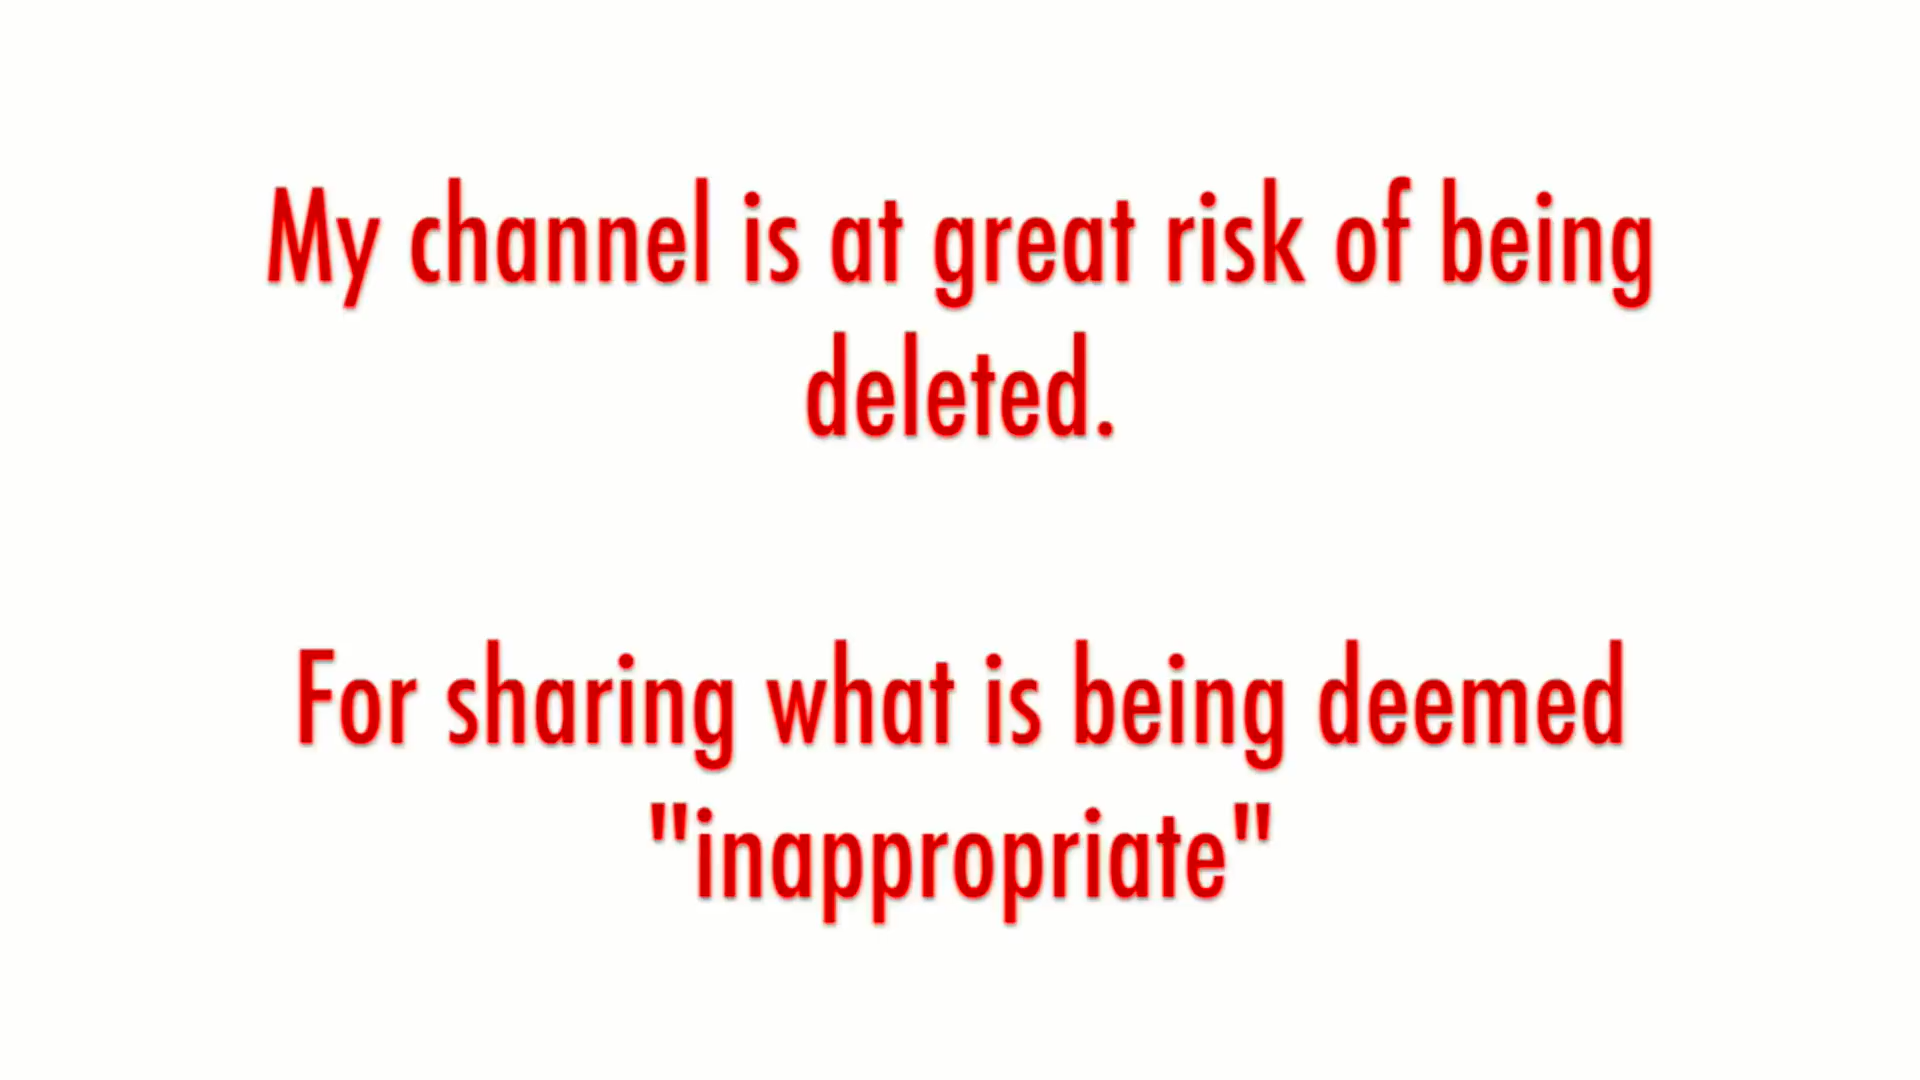 My channel is at great risk of being
deleted.
For sharing what is being deemed
"inappropriate"